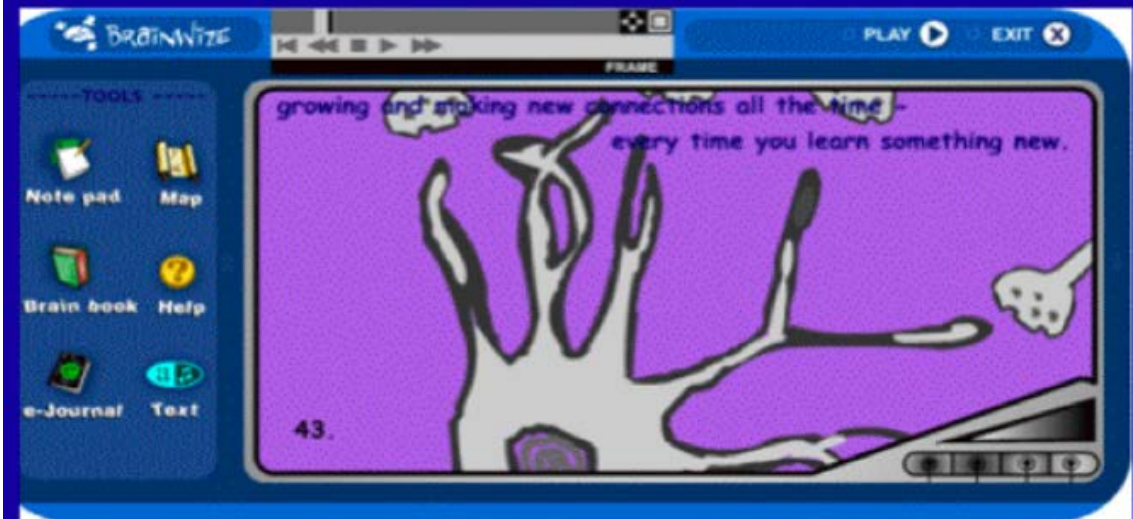 BRAINWIZE
PLAY
EXIT
FRAME
-----TOOLS-----
Note pad
Map
Brain book
Help
e-Journal
Text
growing and making new connections all the time -
every time you learn something new.
43.